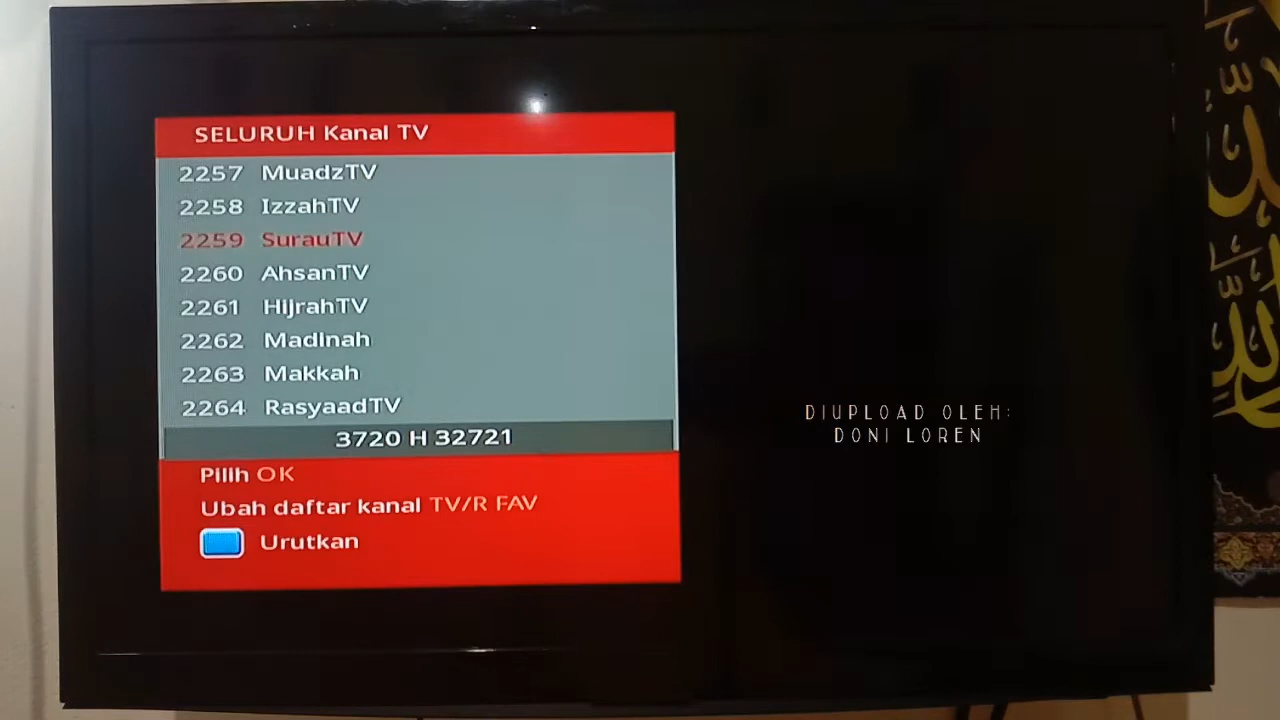 SELURUH Kanal TV
2257 MuadzTV
2258 IzzahTV
2259 SurauTV
2260 AhsanTV
2261 HijrahTV
2262 Madinah
2263 Makkah
2264 RasyaadTV
3720 H 32721
Pilih OK
Ubah daftar kanal TV/R FAV
Urutkan
DIUPLOAD OLEH:
DONI LOREN